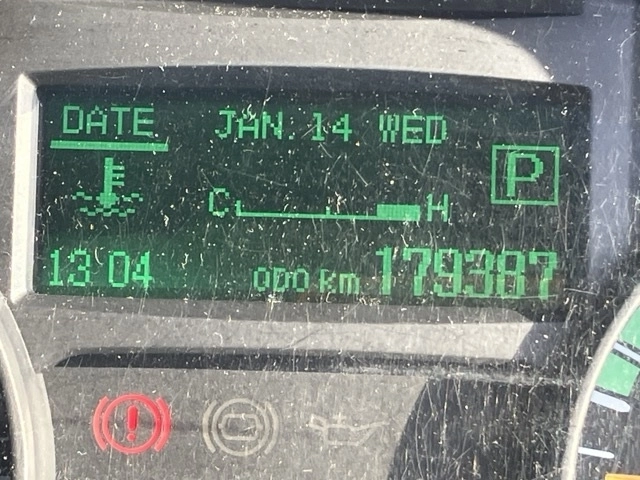 DATE JAN. 14 WED
P
C H
13 04 ODO km 179387